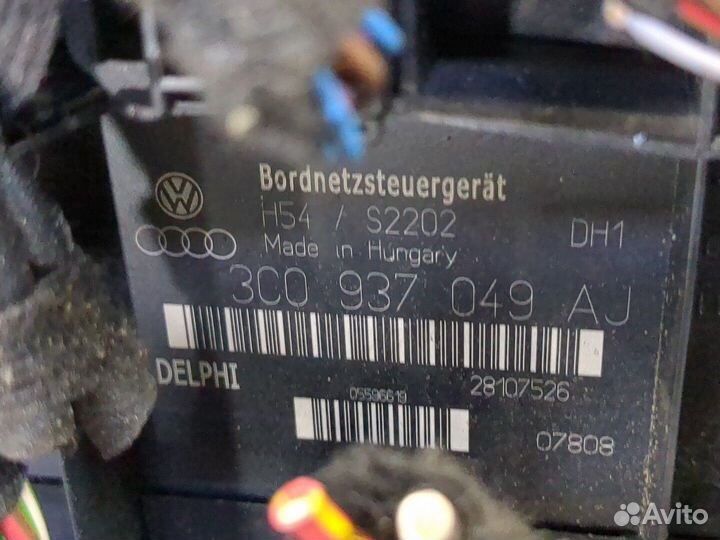 Bordnetzsteuergerät
H54 / S2202 DH1
Made in Hungary
3C0 937 049 AJ
DELPHI
05596619 28107526
07808
Avito